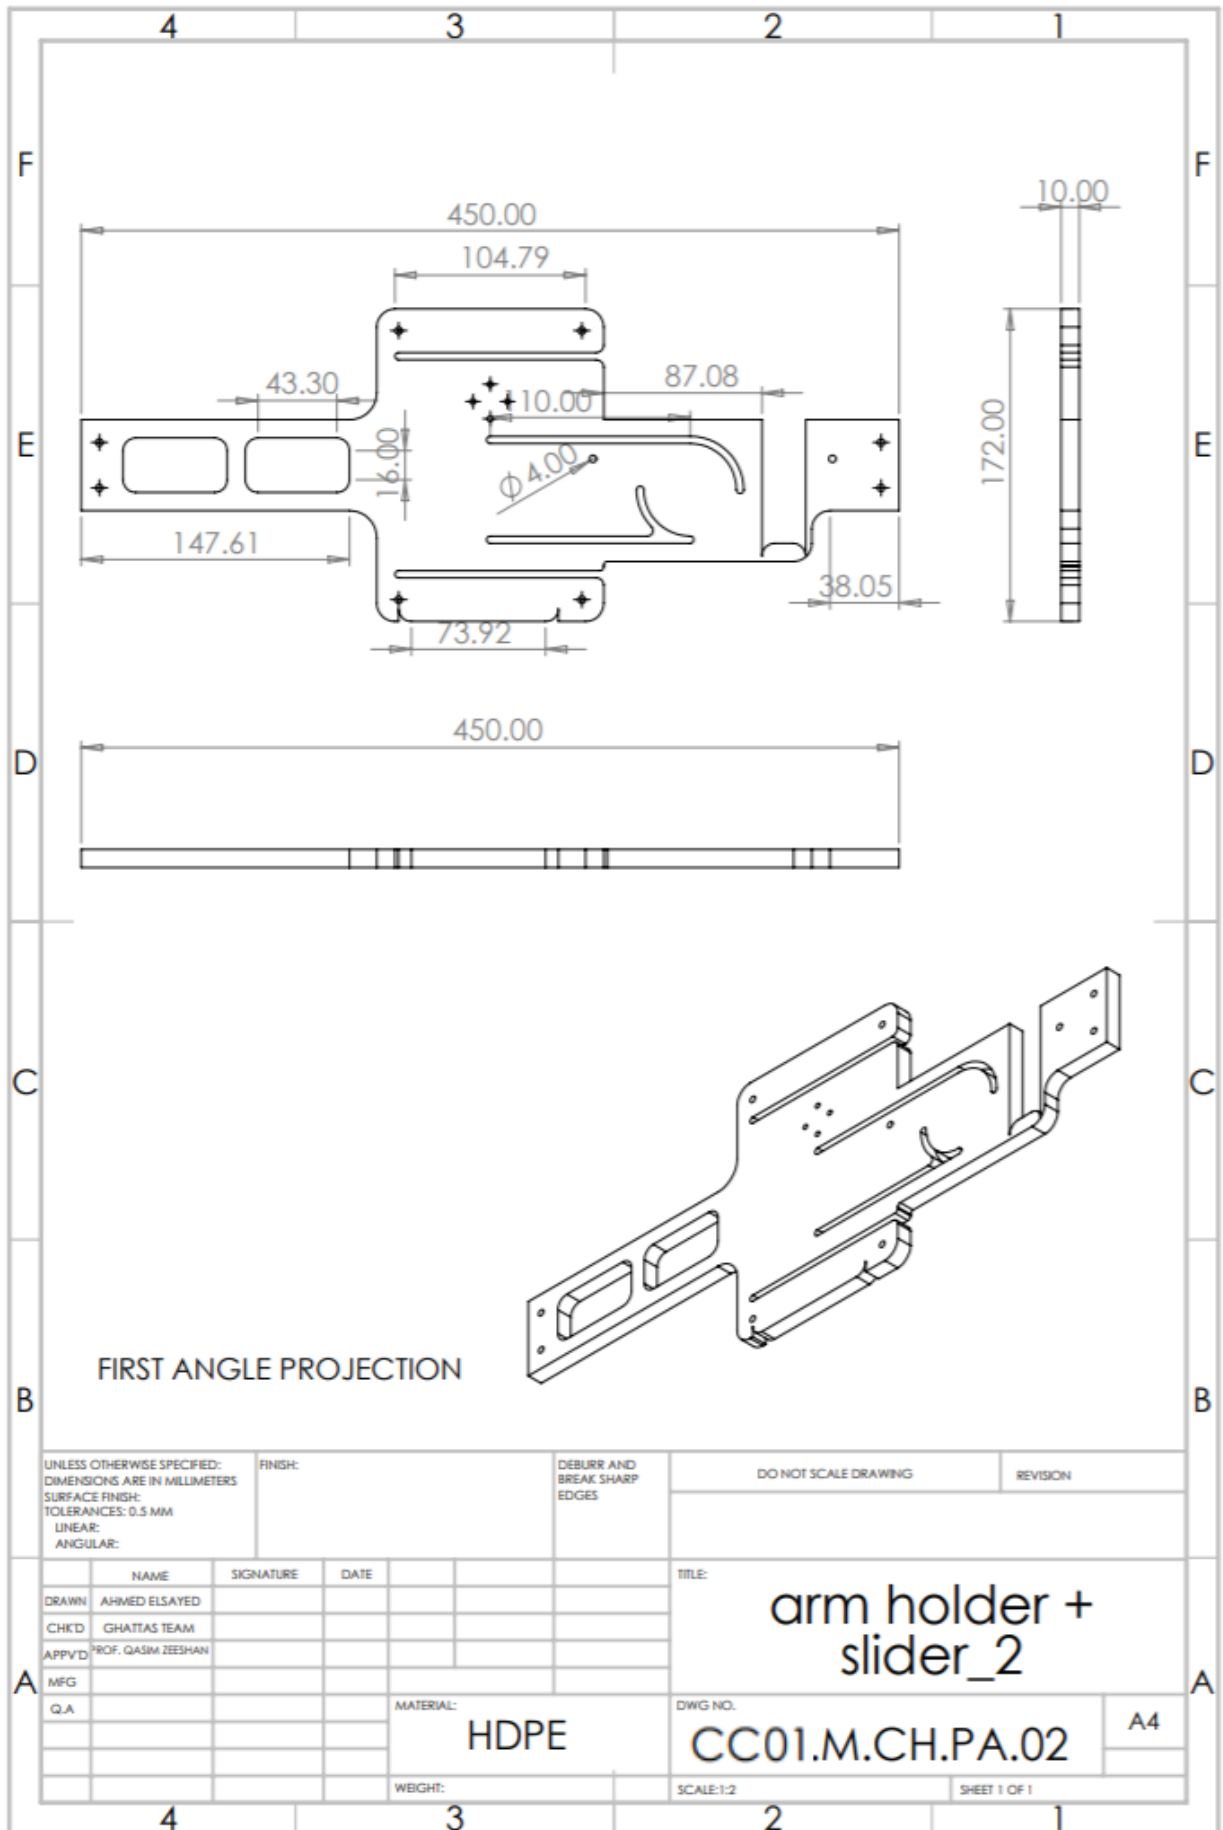 4 3 2 1
F F
10.00
450.00
104.79
43.30
87.08
110.00
E E
172.00
16.00
Ø 4.00
147.61
38.05
73.92
450.00
D D
C C
FIRST ANGLE PROJECTION
B B
UNLESS OTHERWISE SPECIFIED:
DIMENSIONS ARE IN MILLIMETERS
SURFACE FINISH:
TOLERANCES: 0.5 MM
LINEAR:
ANGULAR:
FINISH:
DEBURR AND
BREAK SHARP
EDGES
DO NOT SCALE DRAWING
REVISION
NAME SIGNATURE DATE
DRAWN AHMED ELSAYED
CHK'D GHATTAS TEAM
APPV'D PROF. QASIM ZEESHAN
MFG
Q.A
TITLE:
arm holder +
slider_2
A A
MATERIAL:
HDPE
DWG NO.
CC01.M.CH.PA.02
A4
WEIGHT:
SCALE:1:2
SHEET 1 OF 1
4 3 2 1